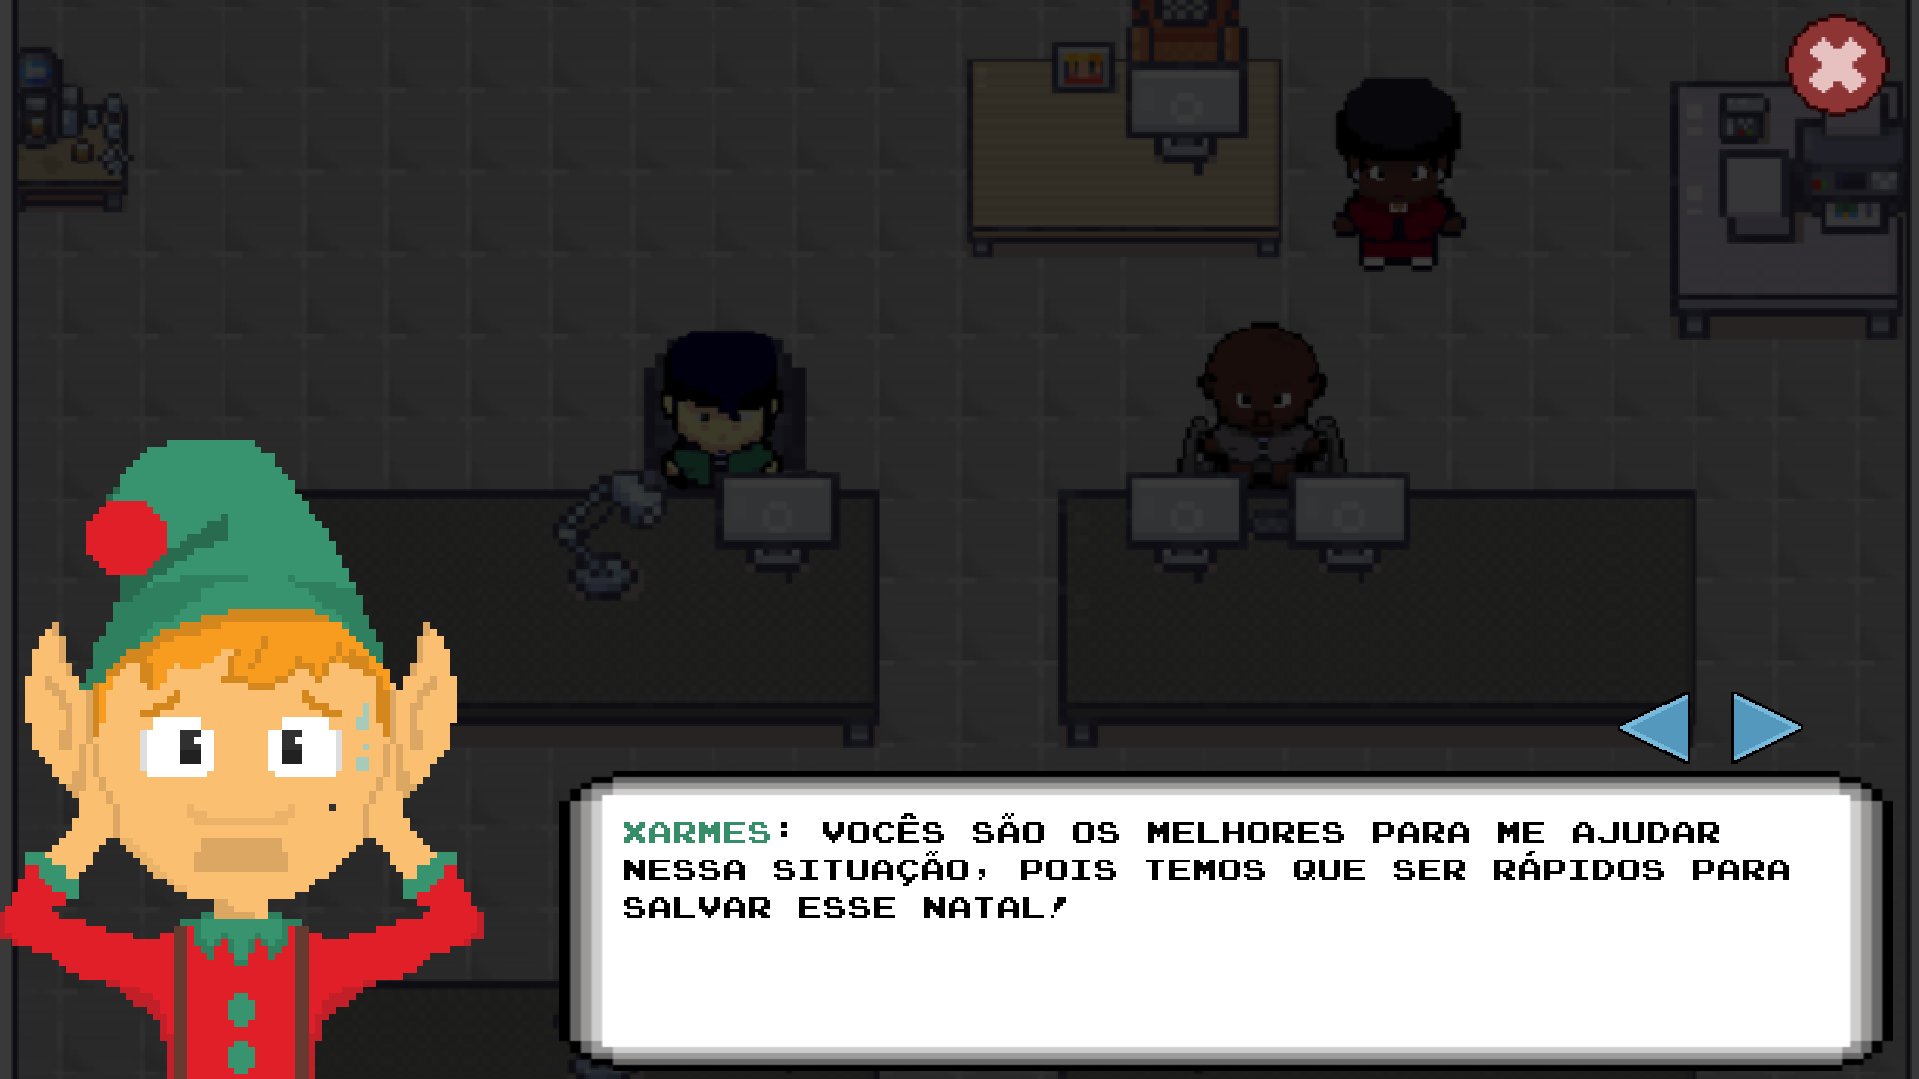 XARMES: VOCÊS SÃO OS MELHORES PARA ME AJUDAR
NESSA SITUAÇÃO, POIS TEMOS QUE SER RÁPIDOS PARA
SALVAR ESSE NATAL!